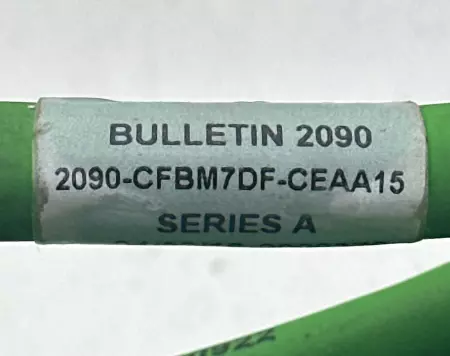 BULLETIN 2090
2090-CFBM7DF-CEAA15
SERIES A